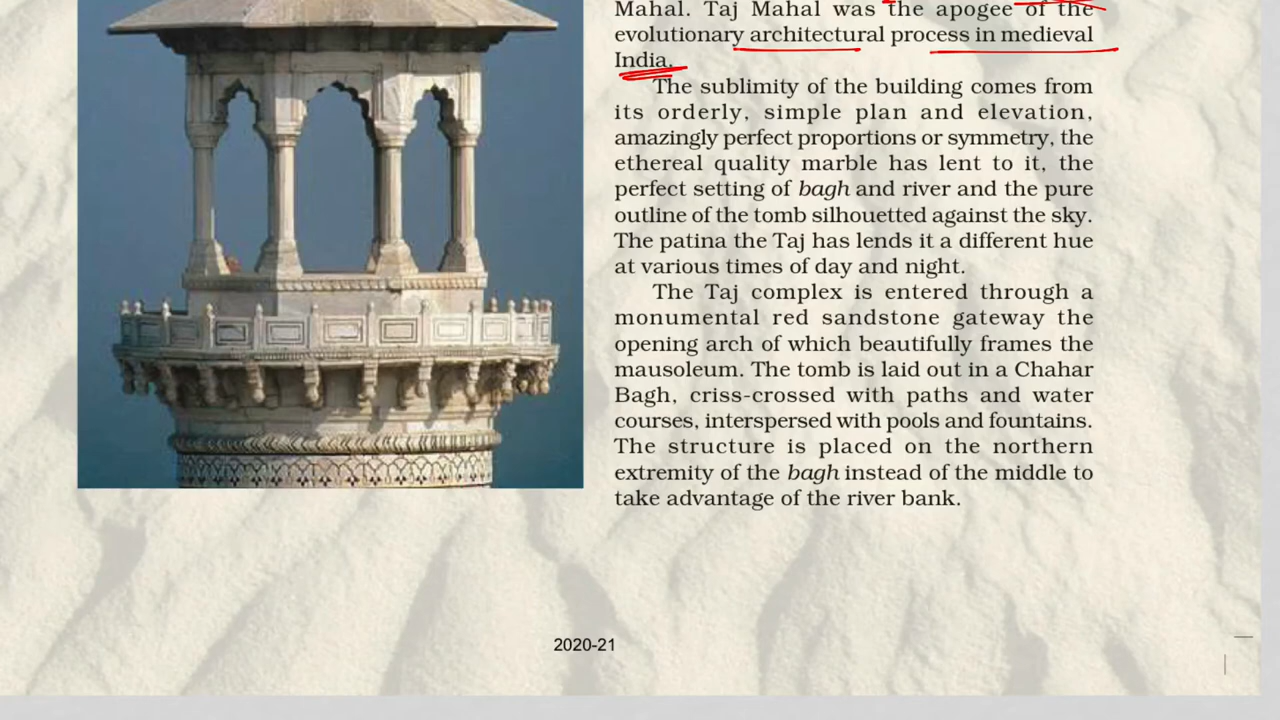 Mahal. Taj Mahal was the apogee of the
evolutionary architectural process in medieval
India.
The sublimity of the building comes from
its orderly, simple plan and elevation,
amazingly perfect proportions or symmetry, the
ethereal quality marble has lent to it, the
perfect setting of bagh and river and the pure
outline of the tomb silhouetted against the sky.
The patina the Taj has lends it a different hue
at various times of day and night.
The Taj complex is entered through a
monumental red sandstone gateway the
opening arch of which beautifully frames the
mausoleum. The tomb is laid out in a Chahar
Bagh, criss-crossed with paths and water
courses, interspersed with pools and fountains.
The structure is placed on the northern
extremity of the bagh instead of the middle to
take advantage of the river bank.
2020-21